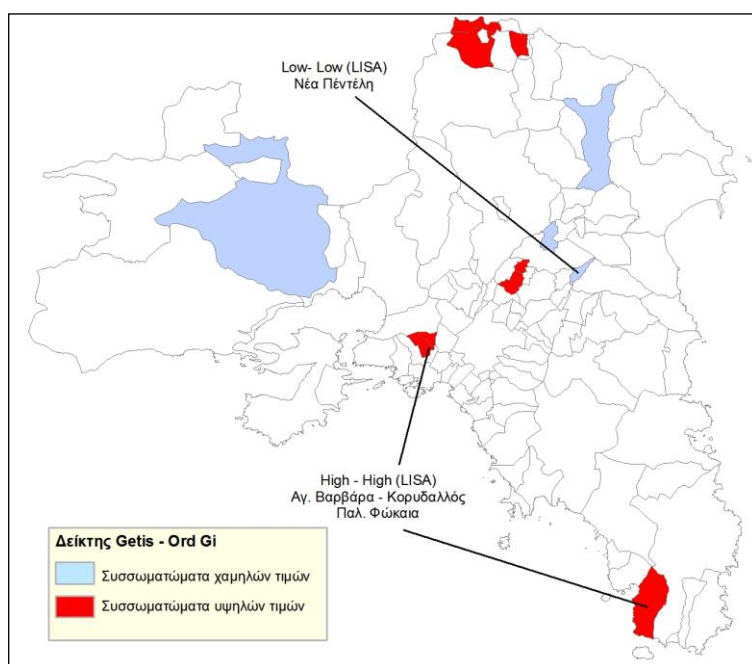 Low- Low (LISA)
Νέα Πέντελη
High - High (LISA)
Αγ. Βαρβάρα - Κορυδαλλός
Παλ. Φώκαια
Δείκτης Getis - Ord Gi
Συσσωματώματα χαμηλών τιμών
Συσσωματώματα υψηλών τιμών